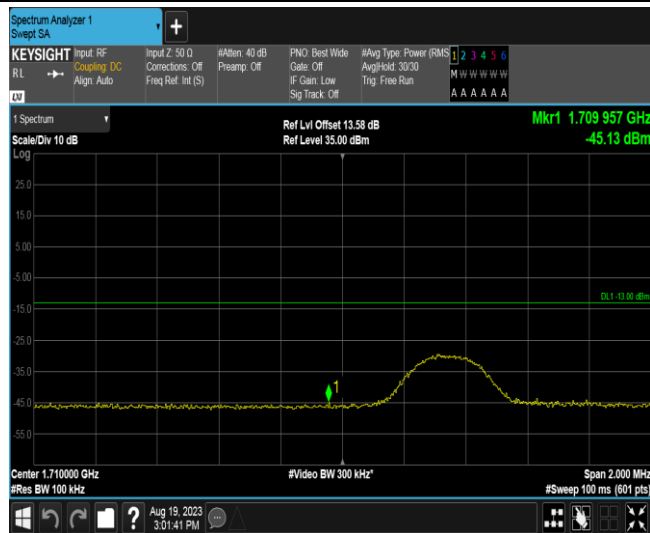 Spectrum Analyzer 1
Swept SA
+
KEYSIGHT
RL
LXI
Input: RF
Coupling: DC
Align: Auto
Input Z: 50 Ω
Corrections: Off
Freq Ref: Int (S)
#Atten: 40 dB
Preamp: Off
PNO: Best Wide
Gate: Off
IF Gain: Low
Sig Track: Off
#Avg Type: Power (RMS
Avg|Hold: 30/30
Trig: Free Run
1 2 3 4 5 6
M W W W W W
A A A A A A
1 Spectrum
Scale/Div 10 dB
Ref Lvl Offset 13.58 dB
Ref Level 35.00 dBm
Mkr1 1.709 957 GHz
-45.13 dBm
Log
25.0
15.0
5.00
-5.00
DL1 -13.00 dBm
-15.0
-25.0
-35.0
1
-45.0
-55.0
Center 1.710000 GHz
#Video BW 300 kHz*
Span 2.000 MHz
#Res BW 100 kHz
#Sweep 100 ms (601 pts)
?
Aug 19, 2023
3:01:41 PM